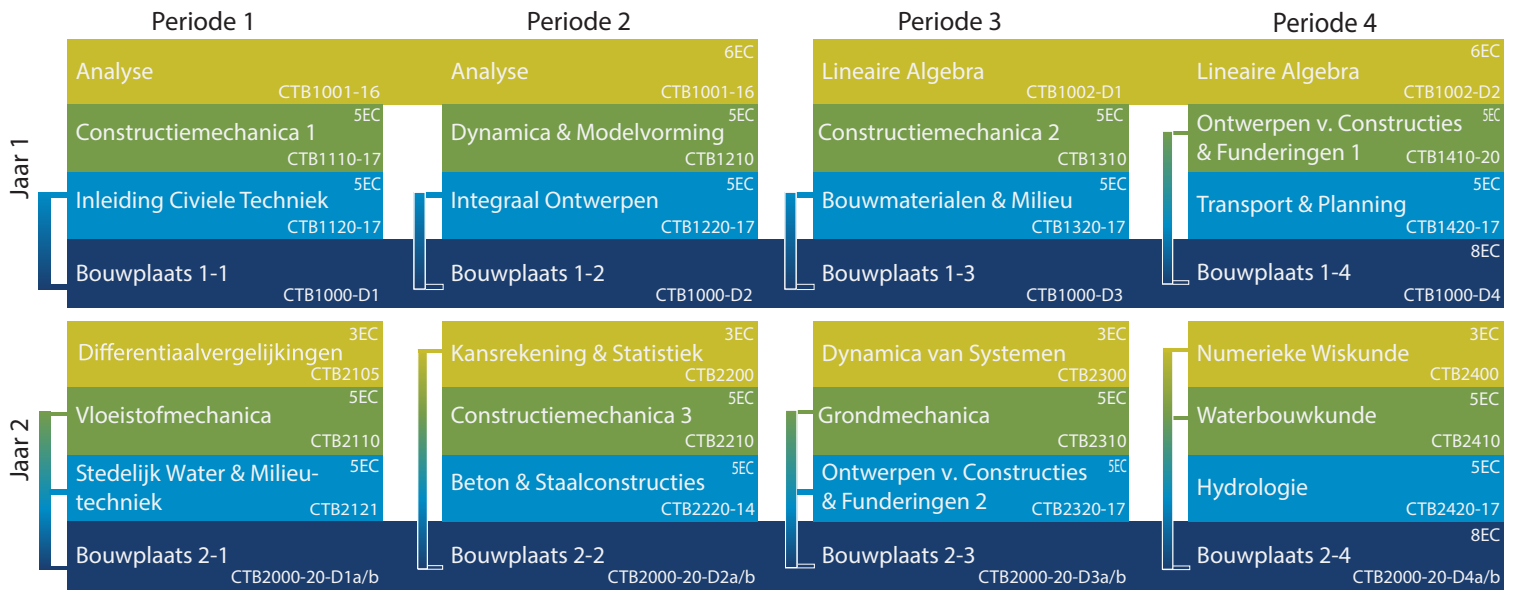 Periode 1
Periode 2
Periode 3
Periode 4
Jaar 1
Analyse
CTB1001-16
Analyse
6EC
CTB1001-16
Lineaire Algebra
CTB1002-D1
Lineaire Algebra
6EC
CTB1002-D2
Constructiemechanica 1
5EC
CTB1110-17
Dynamica & Modelvorming
5EC
CTB1210
Constructiemechanica 2
5EC
CTB1310
Ontwerpen v. Constructies
& Funderingen 1
5EC
CTB1410-20
Inleiding Civiele Techniek
5EC
CTB1120-17
Integraal Ontwerpen
5EC
CTB1220-17
Bouwmaterialen & Milieu
5EC
CTB1320-17
Transport & Planning
5EC
CTB1420-17
Bouwplaats 1-1
CTB1000-D1
Bouwplaats 1-2
CTB1000-D2
Bouwplaats 1-3
CTB1000-D3
Bouwplaats 1-4
8EC
CTB1000-D4
Jaar 2
Differentiaalvergelijkingen
3EC
CTB2105
Kansrekening & Statistiek
3EC
CTB2200
Dynamica van Systemen
3EC
CTB2300
Numerieke Wiskunde
3EC
CTB2400
Vloeistofmechanica
5EC
CTB2110
Constructiemechanica 3
5EC
CTB2210
Grondmechanica
5EC
CTB2310
Waterbouwkunde
5EC
CTB2410
Stedelijk Water & Milieu-
techniek
5EC
CTB2121
Beton & Staalconstructies
5EC
CTB2220-14
Ontwerpen v. Constructies
& Funderingen 2
5EC
CTB2320-17
Hydrologie
5EC
CTB2420-17
Bouwplaats 2-1
CTB2000-20-D1a/b
Bouwplaats 2-2
CTB2000-20-D2a/b
Bouwplaats 2-3
CTB2000-20-D3a/b
Bouwplaats 2-4
8EC
CTB2000-20-D4a/b